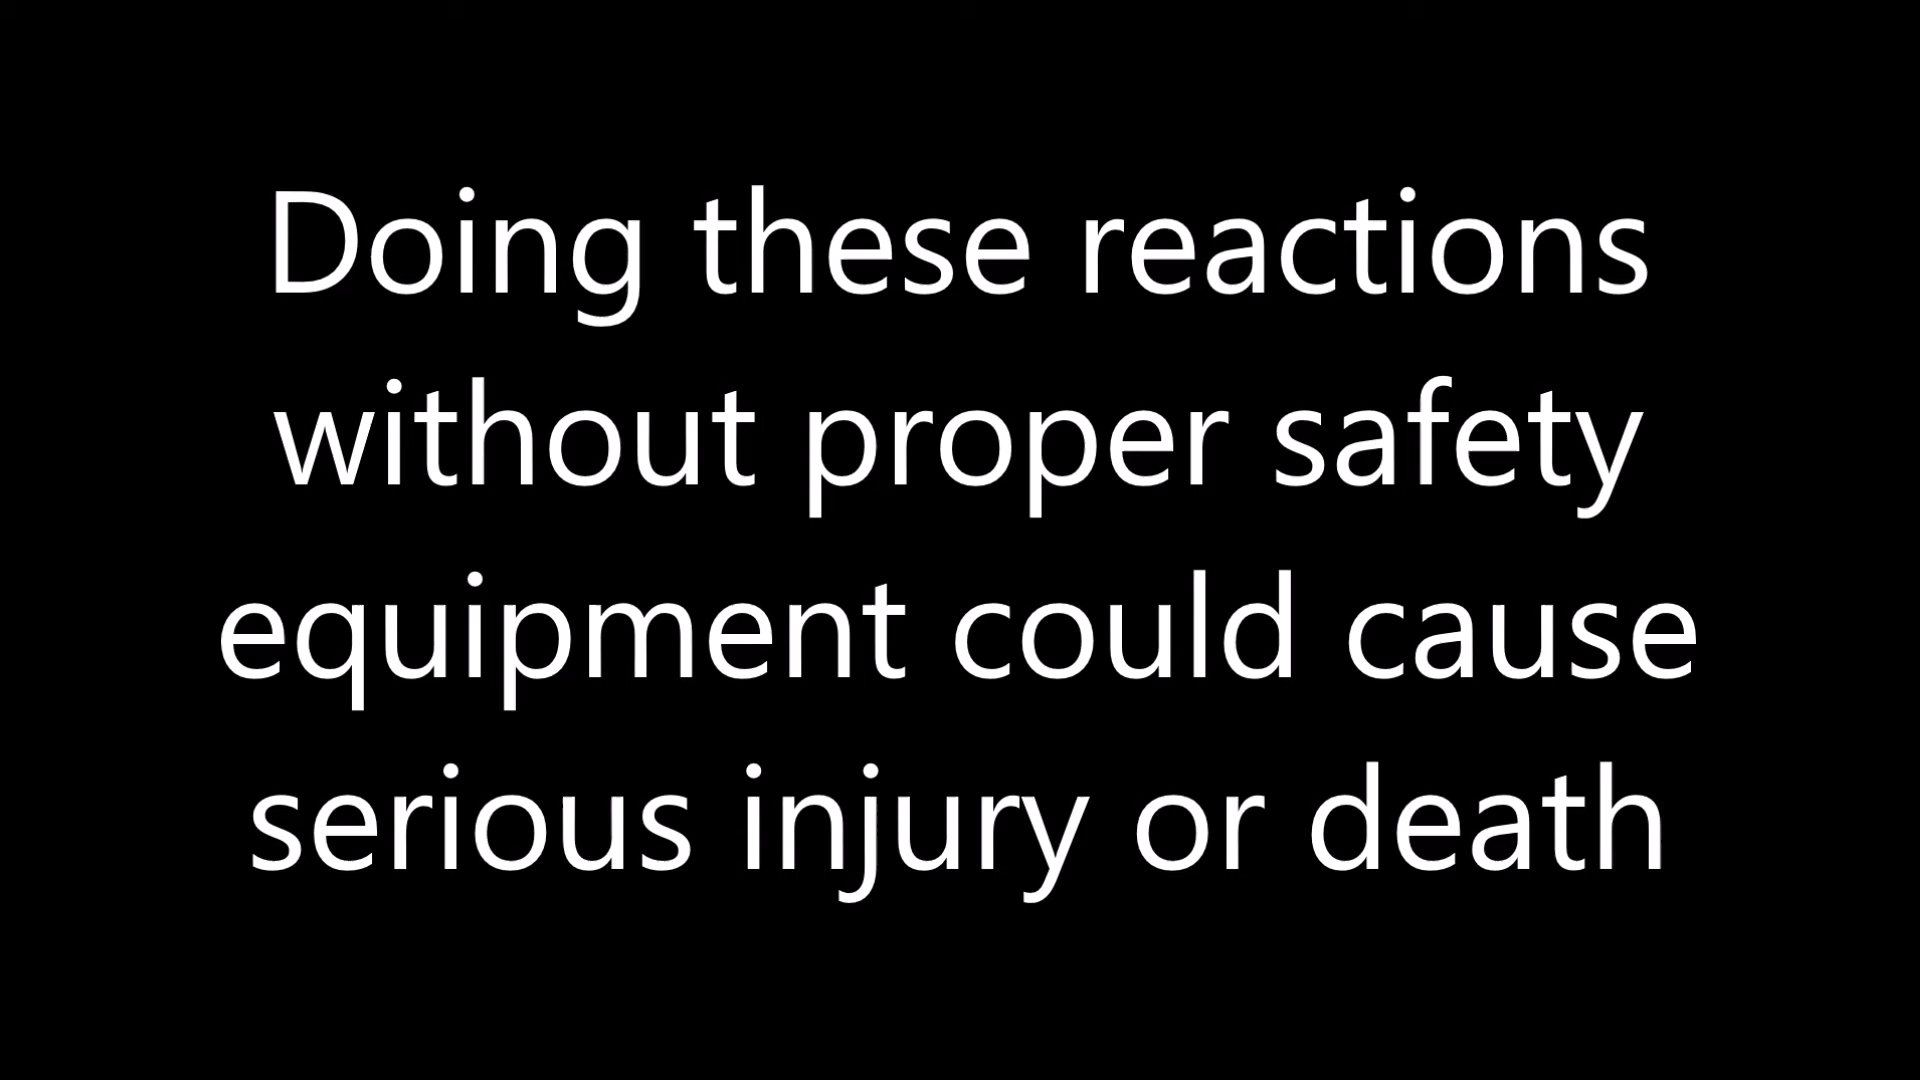 Doing these reactions
without proper safety
equipment could cause
serious injury or death